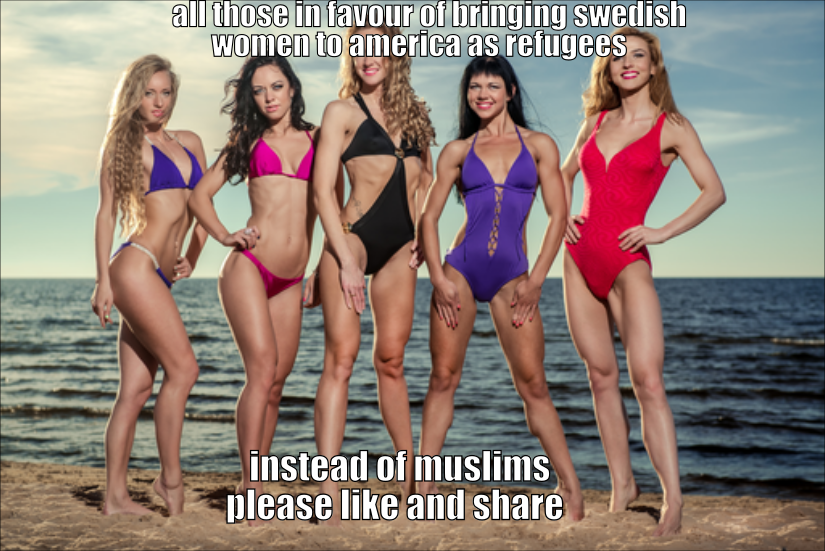 all those in favour of bringing swedish
women to america as refugees
instead of muslims
please like and share